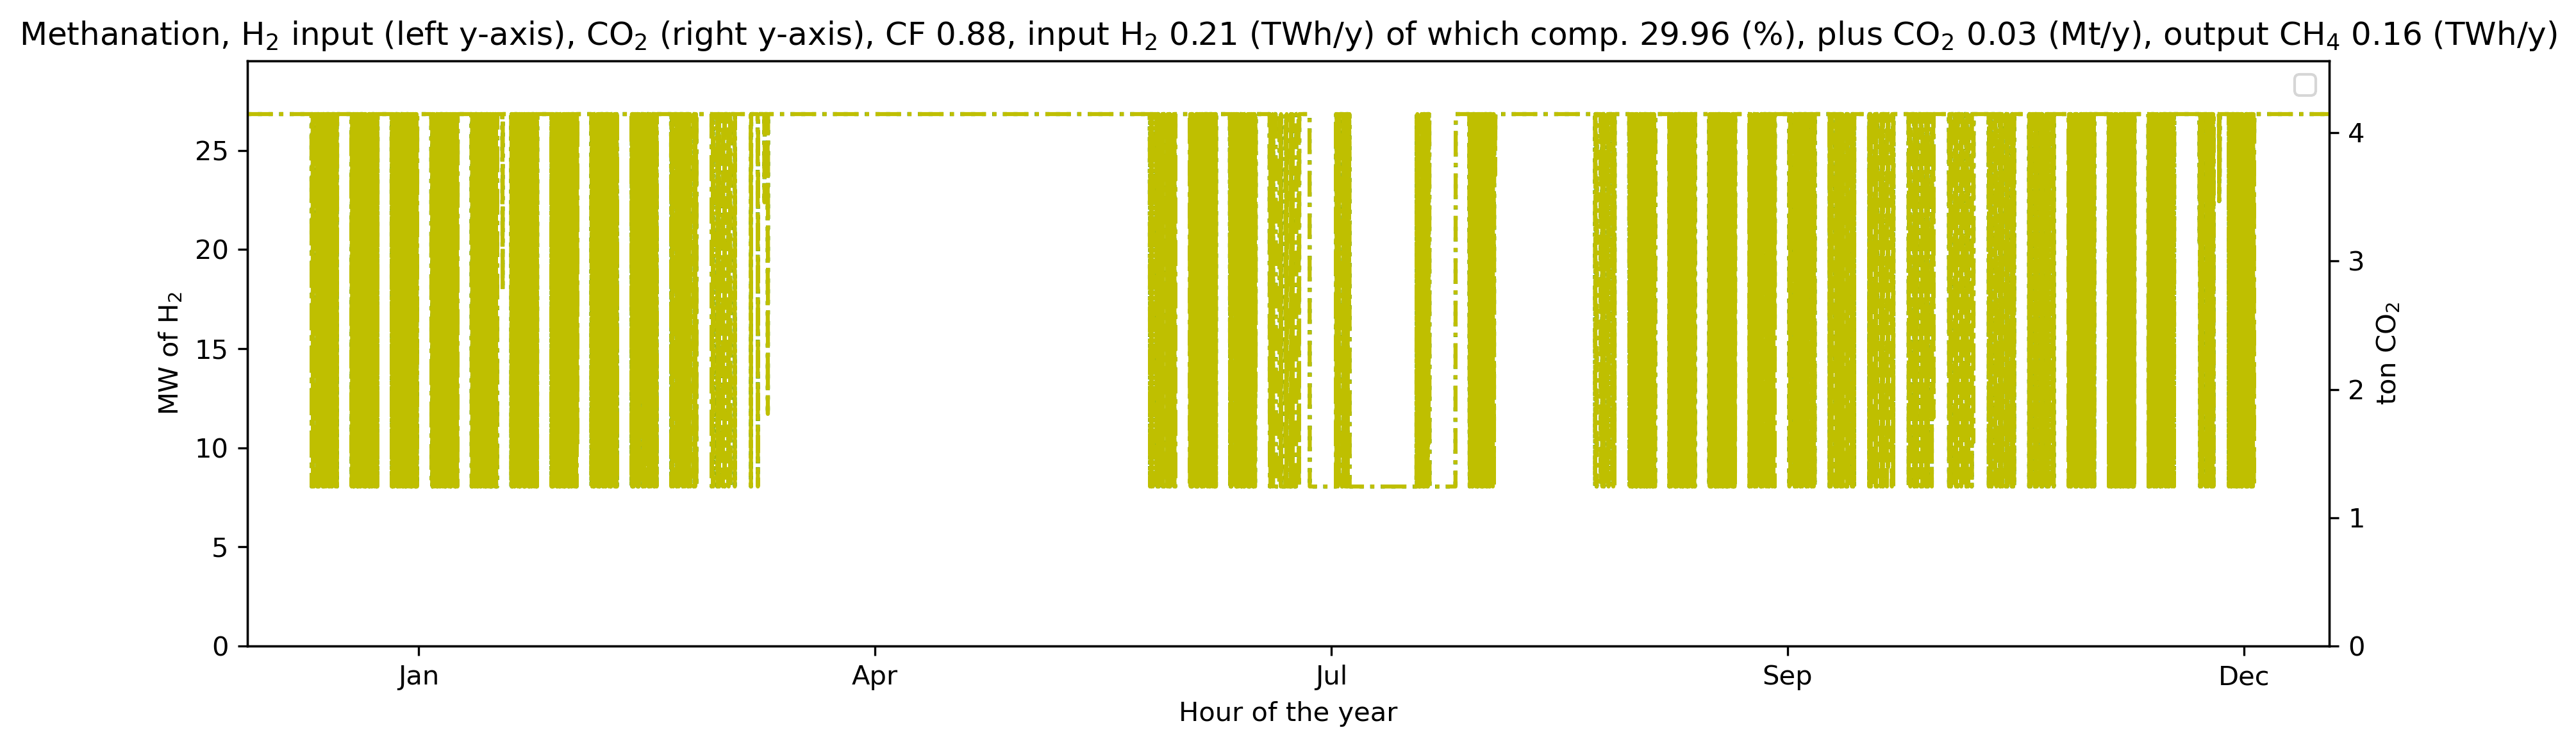 Methanation, H₂ input (left y-axis), CO₂ (right y-axis), CF 0.88, input H₂ 0.21 (TWh/y) of which comp. 29.96 (%), plus CO₂ 0.03 (Mt/y), output CH₄ 0.16 (TWh/y)
MW of H₂
25
20
15
10
5
0
4
3
2
1
0
ton CO₂
Jan
Apr
Jul
Sep
Dec
Hour of the year